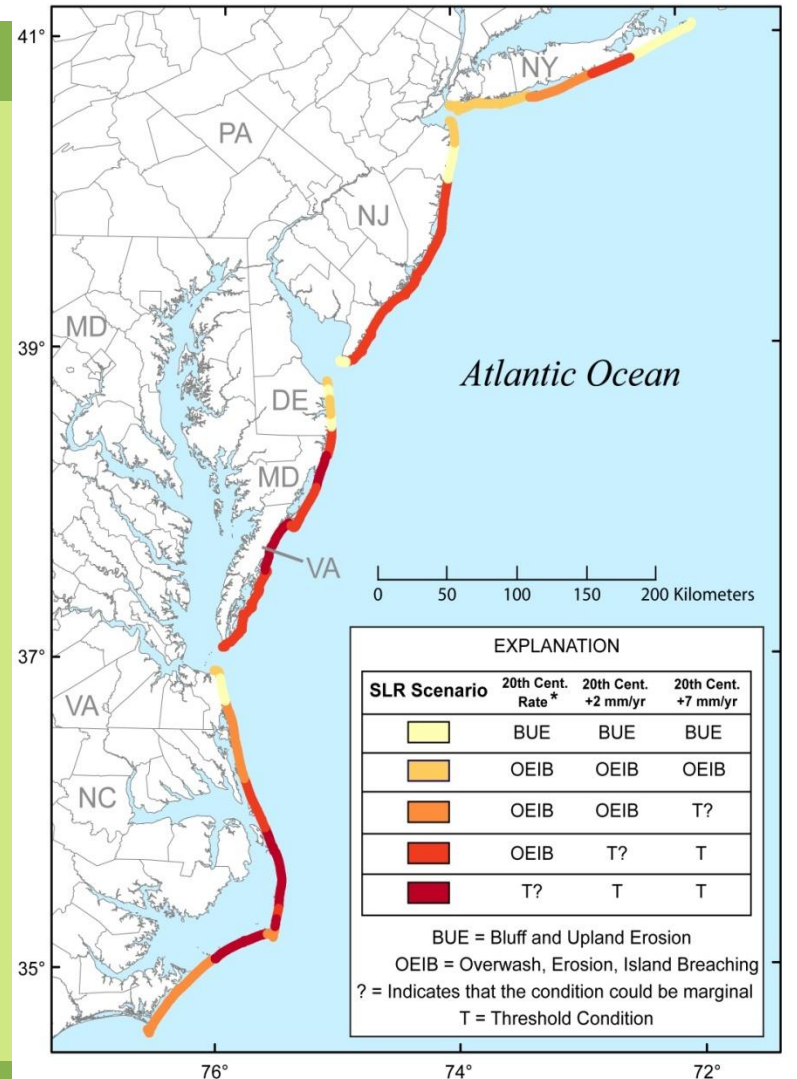 41°
39°
37°
35°
NY
PA
NJ
MD
Atlantic Ocean
DE
MD
VA
0 50 100 150 200 Kilometers
VA
NC
EXPLANATION
SLR Scenario 20th Cent. Rate* 20th Cent. +2 mm/yr 20th Cent. +7 mm/yr
BUE BUE BUE
OEIB OEIB OEIB
OEIB OEIB T?
OEIB T? T
T? T T
BUE = Bluff and Upland Erosion
OEIB = Overwash, Erosion, Island Breaching
? = Indicates that the condition could be marginal
T = Threshold Condition
76° 74° 72°